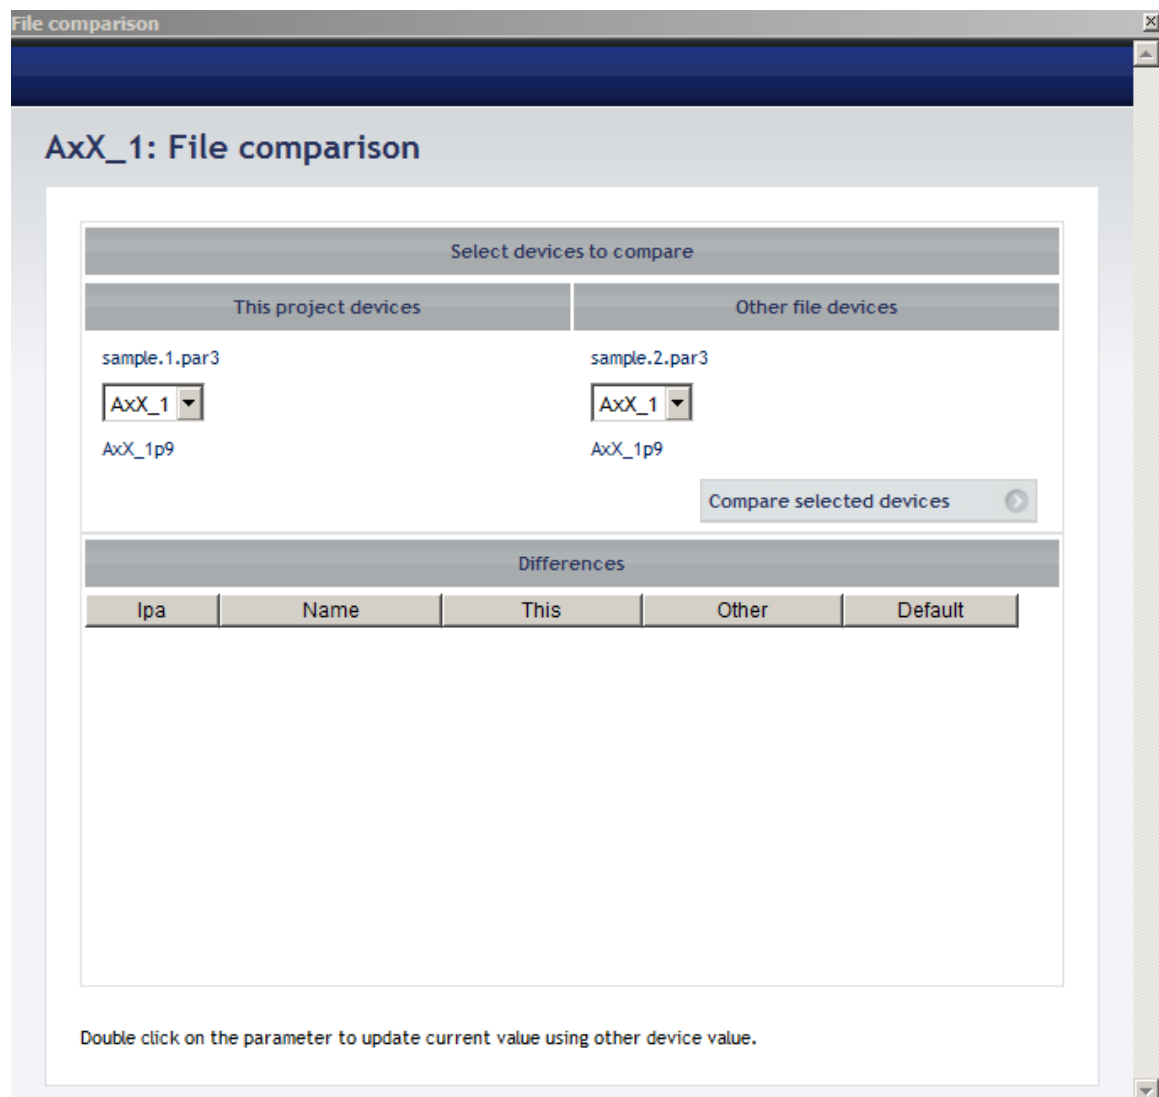 File comparison
AxX_1: File comparison
Select devices to compare
This project devices Other file devices
sample.1.par3 sample.2.par3
AxX_1 AxX_1
AxX_1p9 AxX_1p9
Compare selected devices
Differences
Ipa Name This Other Default
Double click on the parameter to update current value using other device value.